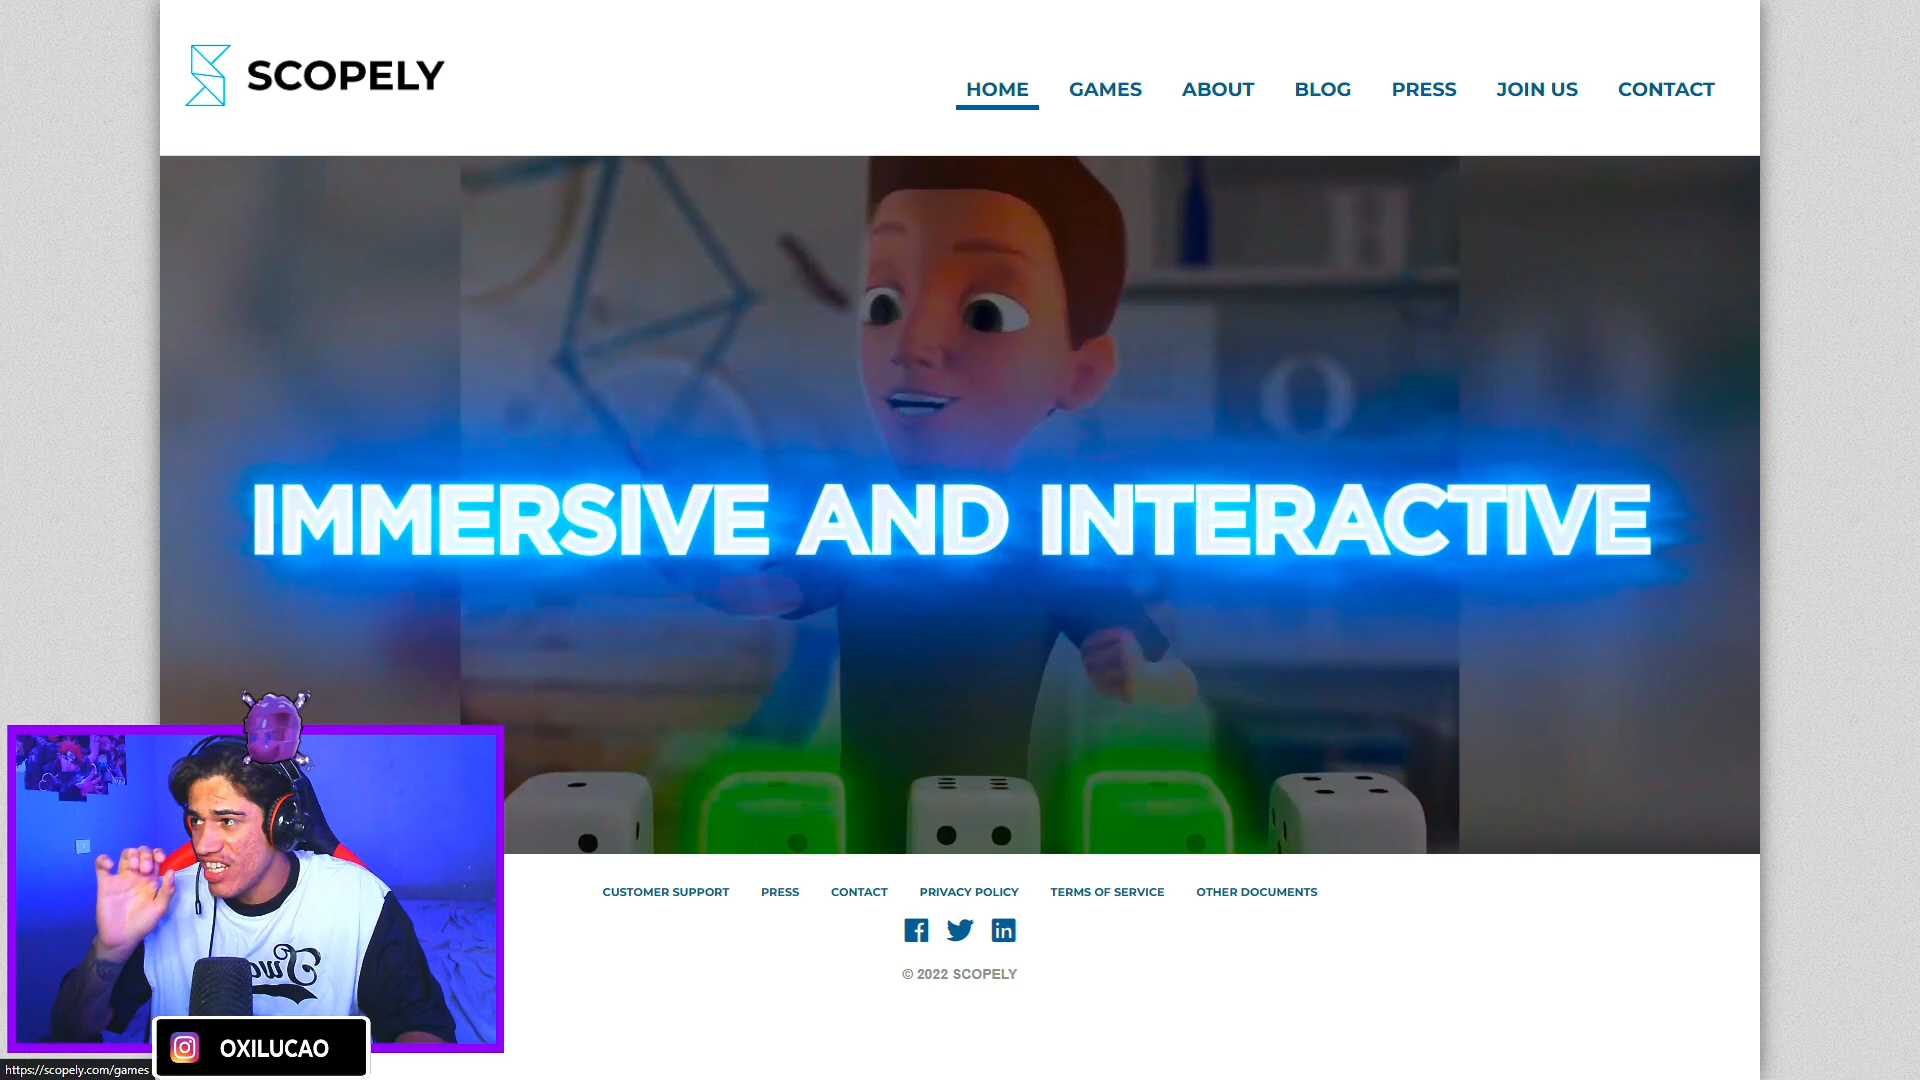 SCOPELY
HOME GAMES ABOUT BLOG PRESS JOIN US CONTACT
IMMERSIVE AND INTERACTIVE
CUSTOMER SUPPORT PRESS CONTACT PRIVACY POLICY TERMS OF SERVICE OTHER DOCUMENTS
© 2022 SCOPELY
OXILUCAO
https://scopely.com/games